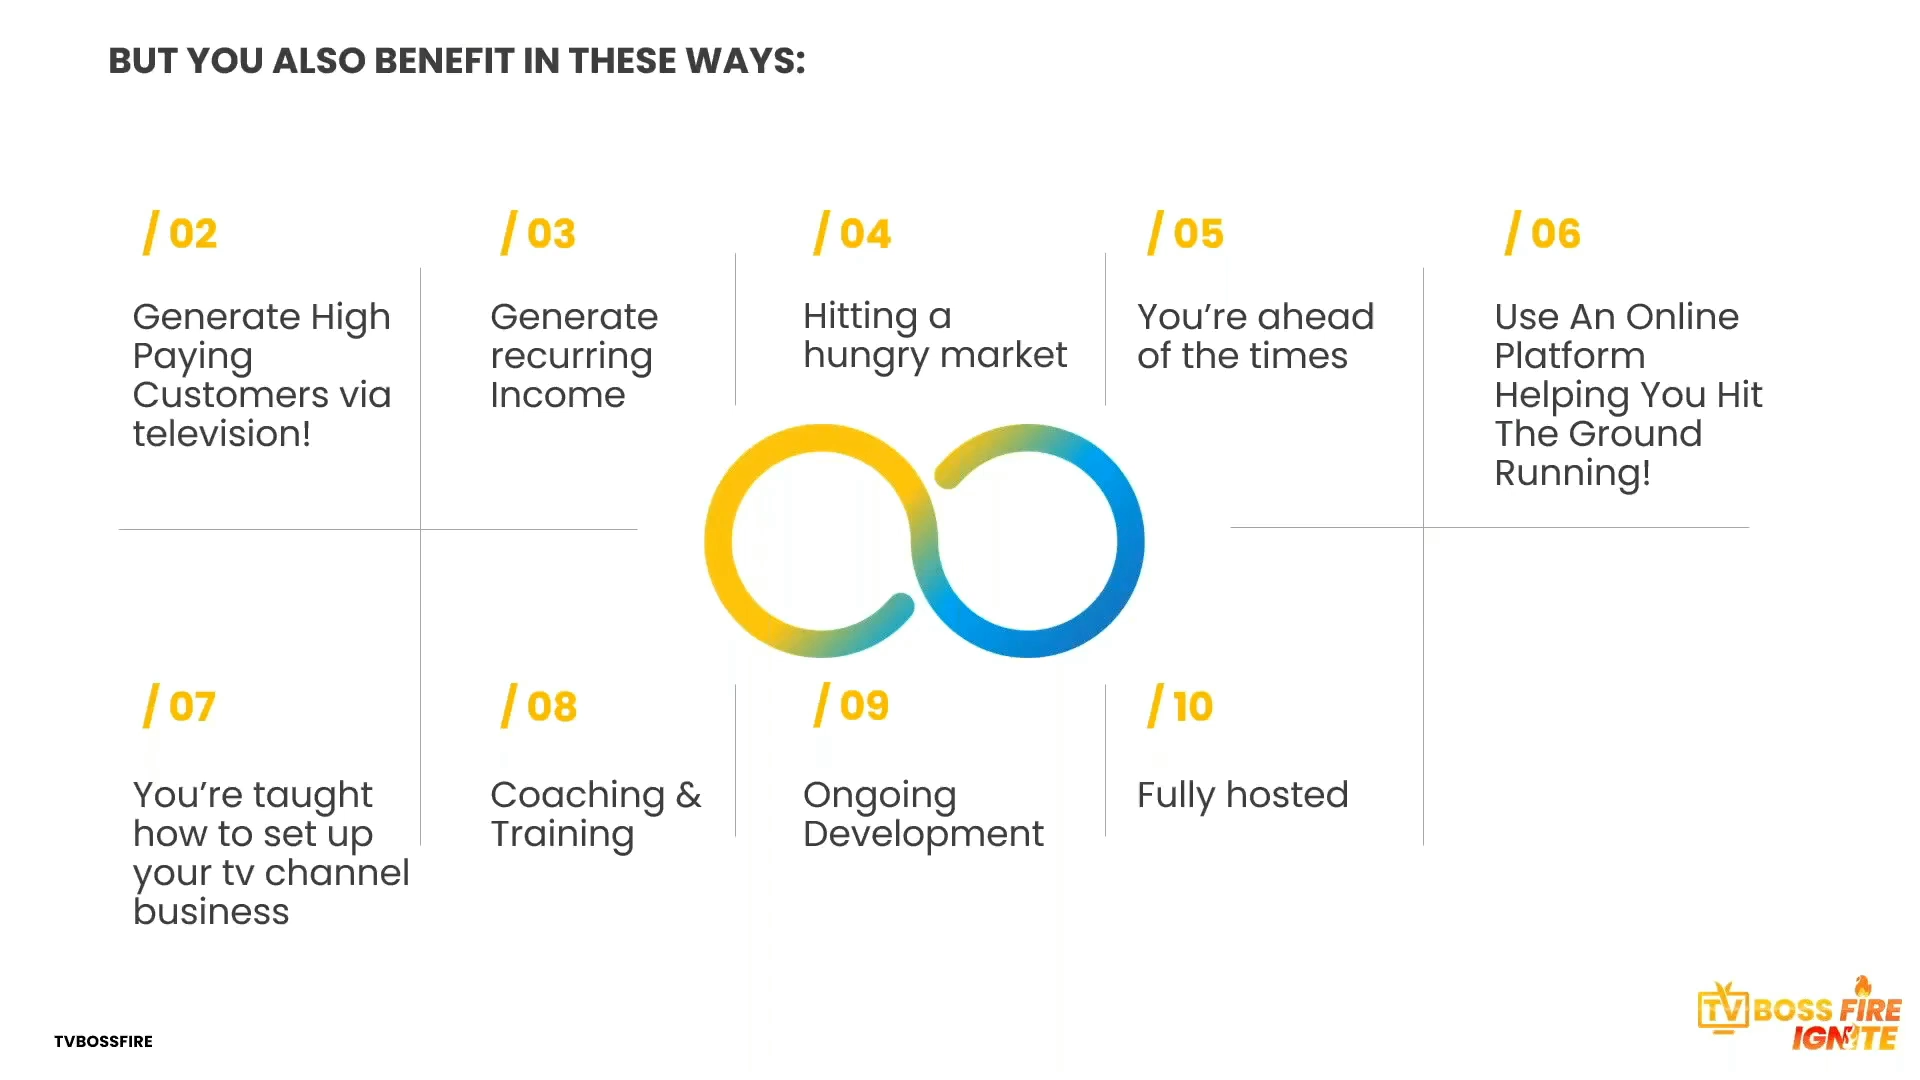 BUT YOU ALSO BENEFIT IN THESE WAYS:
/ 02
Generate High
Paying
Customers via
television!
/ 03
Generate
recurring
Income
/ 04
Hitting a
hungry market
/ 05
You’re ahead
of the times
/ 06
Use An Online
Platform
Helping You Hit
The Ground
Running!
/ 07
You’re taught
how to set up
your tv channel
business
/ 08
Coaching &
Training
/ 09
Ongoing
Development
/ 10
Fully hosted
TVBOSSFIRE
TV BOSS FIRE
IGNITE